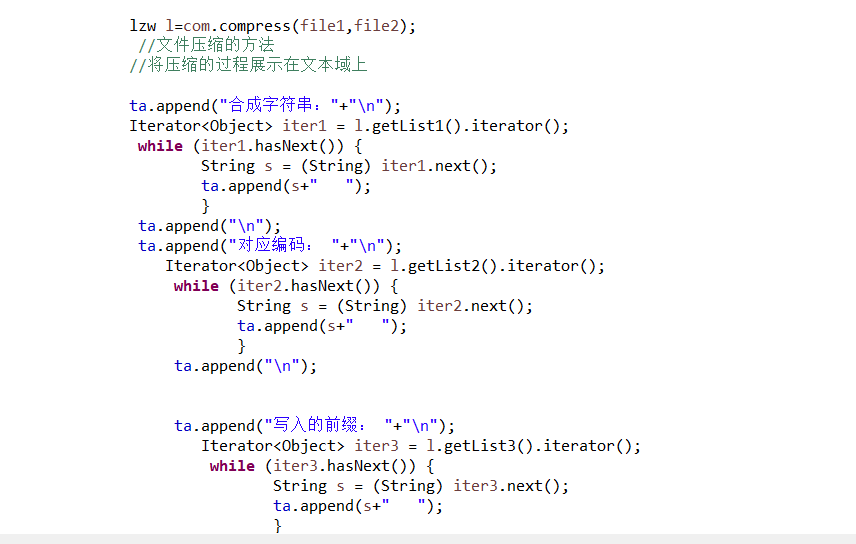 lzw l=com.compress(file1,file2);
//文件压缩的方法
//将压缩的过程展示在文本域上
ta.append("合成字符串："+"\n");
Iterator<Object> iter1 = l.getList1().iterator();
while (iter1.hasNext()) {
String s = (String) iter1.next();
ta.append(s+"   ");
}
ta.append("\n");
ta.append("对应编码： "+"\n");
Iterator<Object> iter2 = l.getList2().iterator();
while (iter2.hasNext()) {
String s = (String) iter2.next();
ta.append(s+"   ");
}
ta.append("\n");
ta.append("写入的前缀： "+"\n");
Iterator<Object> iter3 = l.getList3().iterator();
while (iter3.hasNext()) {
String s = (String) iter3.next();
ta.append(s+"   ");
}